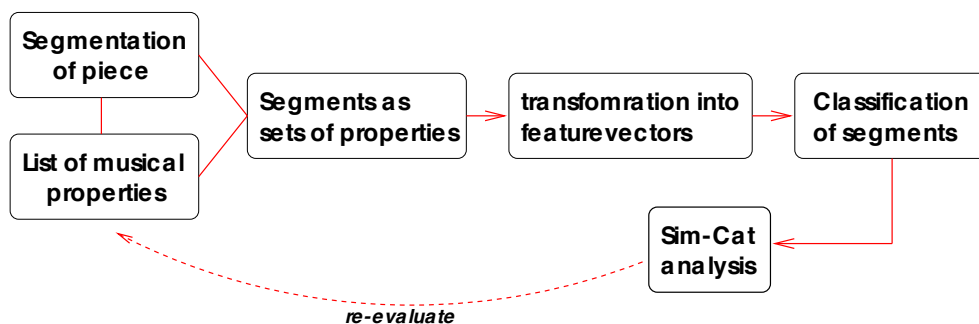 Segmentation
of piece
List of musical
properties
Segments as
sets of properties
transfomration into
featurevectors
Classification
of segments
Sim-Cat
analysis
re-evaluate